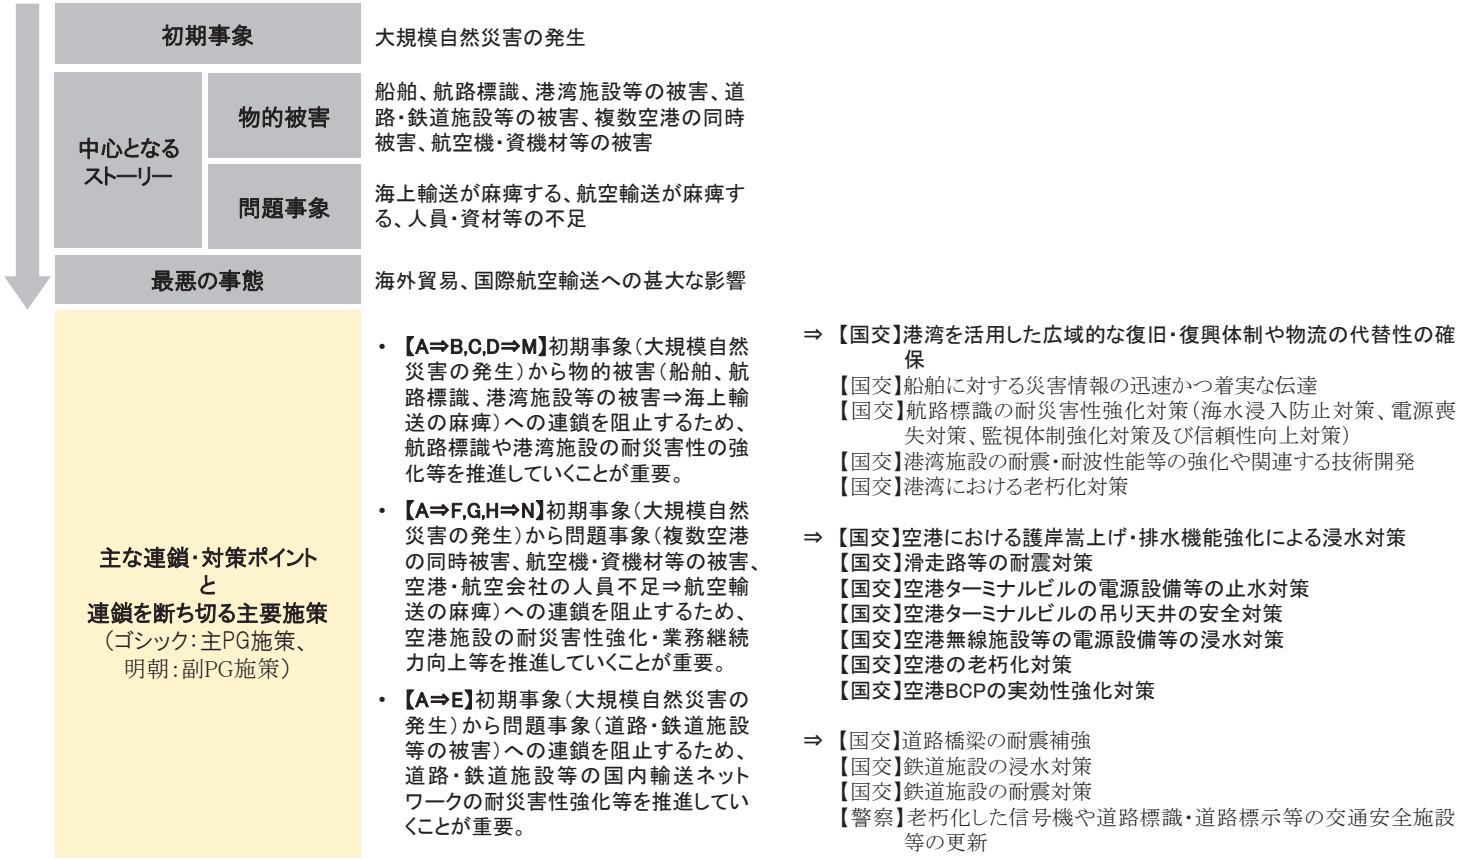 初期事象
大規模自然災害の発生
中心となる
ストーリー
物的被害
船舶、航路標識、港湾施設等の被害、道
路・鉄道施設等の被害、複数空港の同時
被害、航空機・資機材等の被害
問題事象
海上輸送が麻痺する、航空輸送が麻痺す
る、人員・資材等の不足
最悪の事態
海外貿易、国際航空輸送への甚大な影響
主な連鎖・対策ポイント
と
連鎖を断ち切る主要施策
（ゴシック：主PG施策、
明朝：副PG施策）
・ 【A⇒B,C,D⇒M】初期事象（大規模自然
災害の発生）から物的被害（船舶、航
路標識、港湾施設等の被害⇒海上輸
送の麻痺）への連鎖を阻止するため、
航路標識や港湾施設の耐災害性の強
化等を推進していくことが重要。
・ 【A⇒F,G,H⇒N】初期事象（大規模自然
災害の発生）から問題事象（複数空港
の同時被害、航空機・資機材等の被害、
空港・航空会社の人員不足⇒航空輸
送の麻痺）への連鎖を阻止するため、
空港施設の耐災害性強化・業務継続
力向上等を推進していくことが重要。
・ 【A⇒E】初期事象（大規模自然災害の
発生）から問題事象（道路・鉄道施設
等の被害）への連鎖を阻止するため、
道路・鉄道施設等の国内輸送ネット
ワークの耐災害性強化等を推進してい
くことが重要。
⇒ 【国交】港湾を活用した広域的な復旧・復興体制や物流の代替性の確
保
【国交】船舶に対する災害情報の迅速かつ着実な伝達
【国交】航路標識の耐災害性強化対策（海水浸入防止対策、電源喪
失対策、監視体制強化対策及び信頼性向上対策）
【国交】港湾施設の耐震・耐波性能等の強化や関連する技術開発
【国交】港湾における老朽化対策
⇒ 【国交】空港における護岸嵩上げ・排水機能強化による浸水対策
【国交】滑走路等の耐震対策
【国交】空港ターミナルビルの電源設備等の止水対策
【国交】空港ターミナルビルの吊り天井の安全対策
【国交】空港無線施設等の電源設備等の浸水対策
【国交】空港の老朽化対策
【国交】空港BCPの実効性強化対策
⇒ 【国交】道路橋梁の耐震補強
【国交】鉄道施設の浸水対策
【国交】鉄道施設の耐震対策
【警察】老朽化した信号機や道路標識・道路標示等の交通安全施設
等の更新